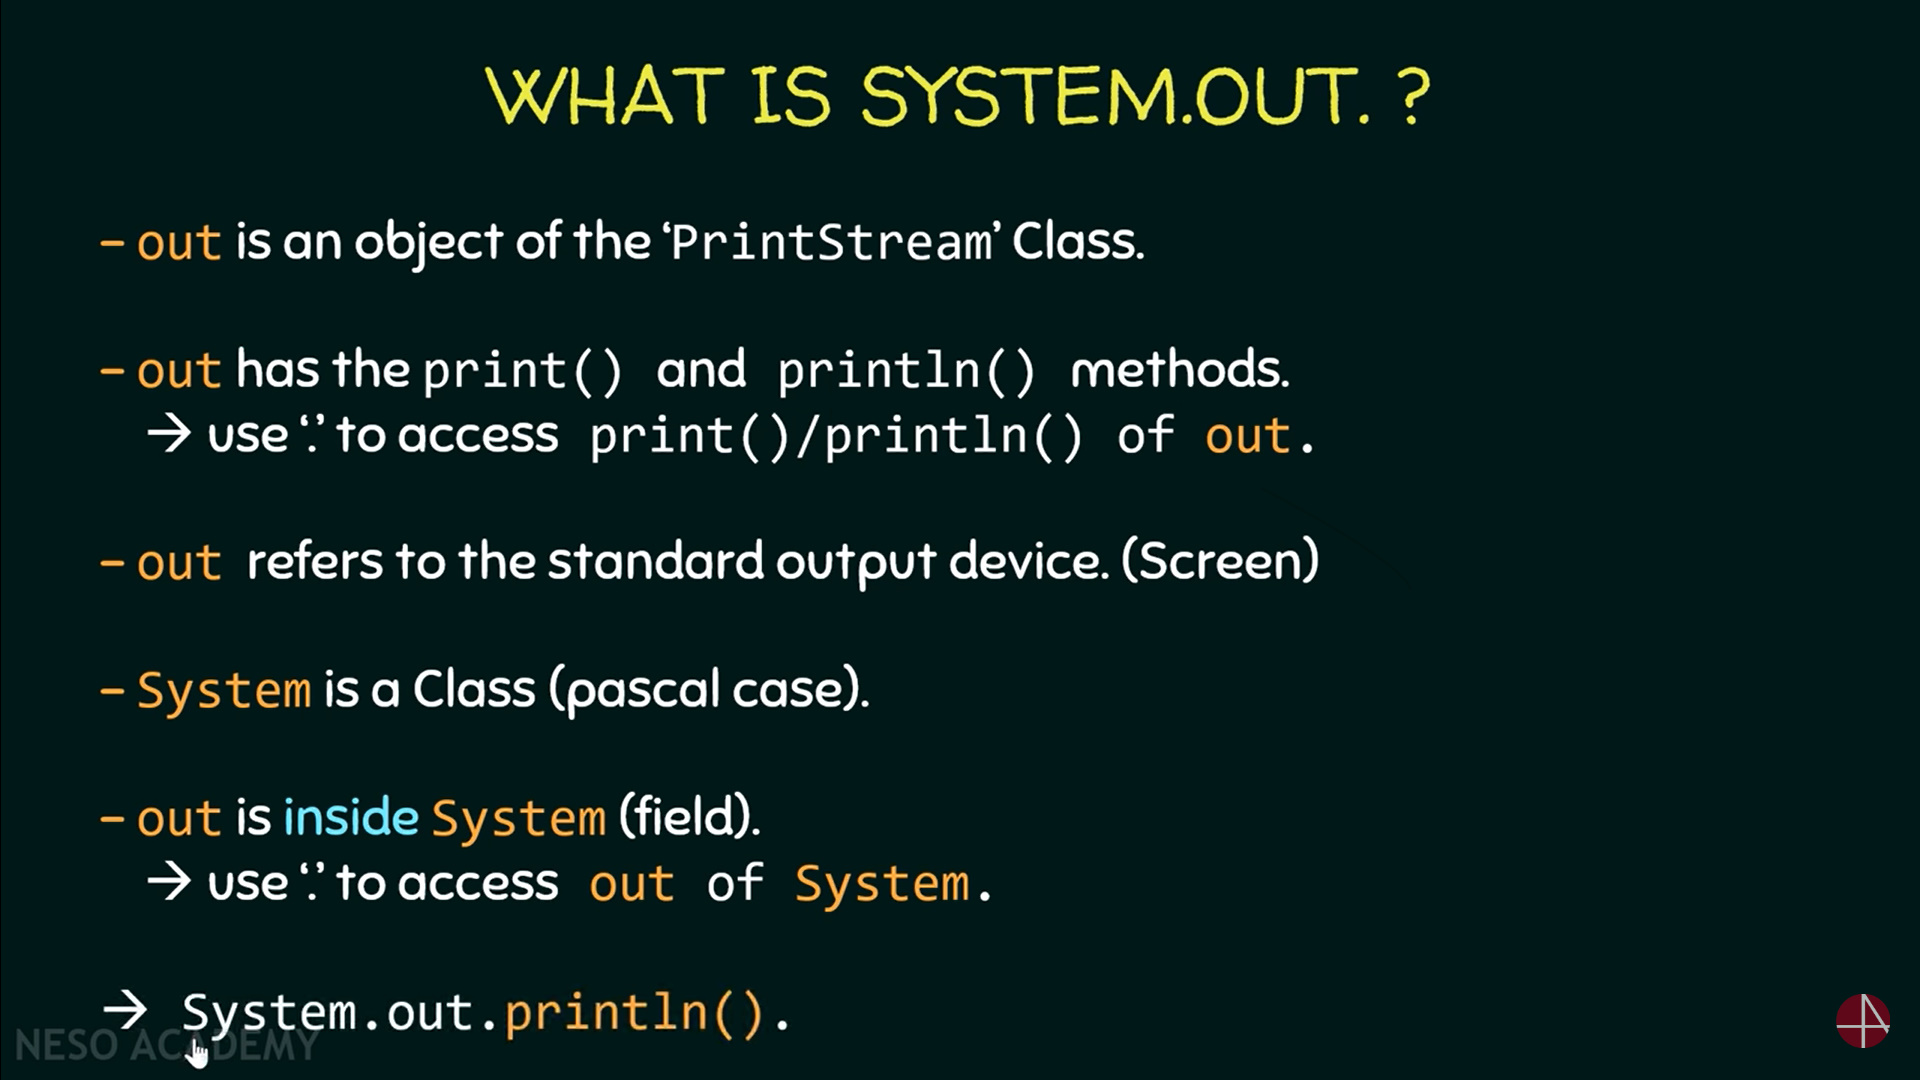 WHAT IS SYSTEM.OUT. ?
– out is an object of the ‘PrintStream’ Class.
– out has the print() and println() methods.
→ use ‘.’ to access print()/println() of out.
– out refers to the standard output device. (Screen)
– System is a Class (pascal case).
– out is inside System (field).
→ use ‘.’ to access out of System.
→ System.out.println().
NESO ACADEMY